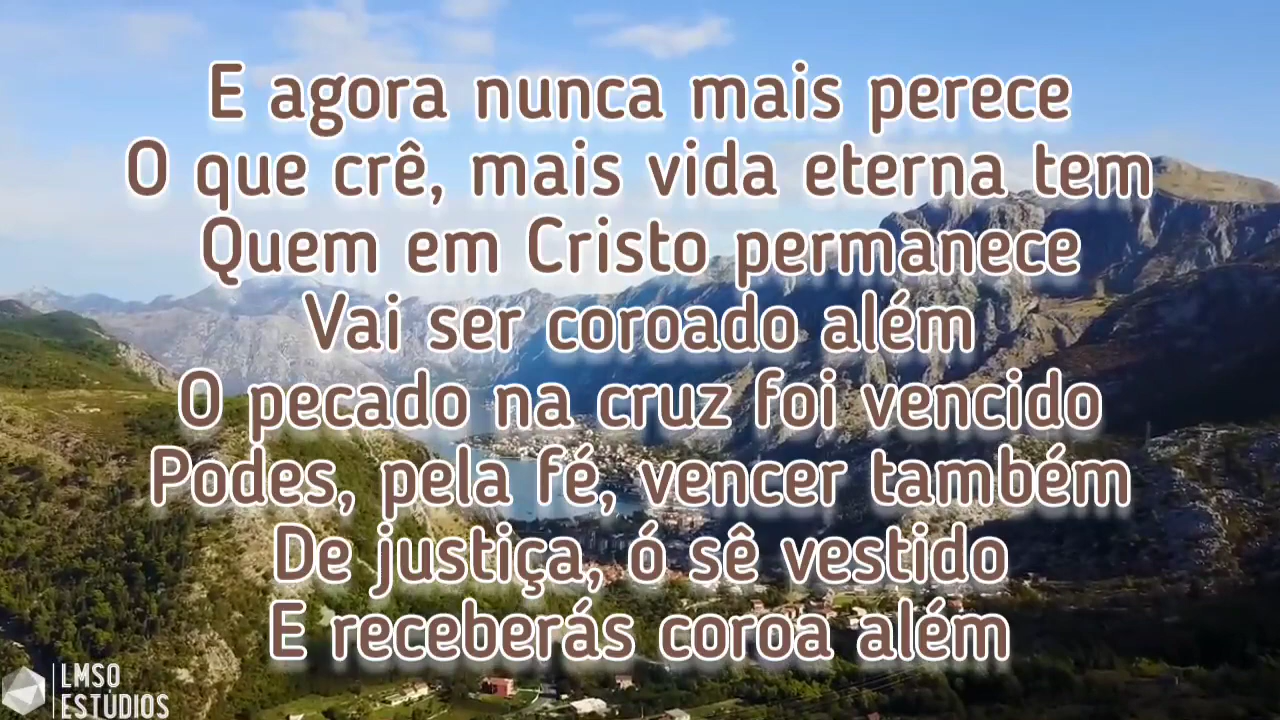 E agora nunca mais perece
O que crê, mais vida eterna tem
Quem em Cristo permanece
Vai ser coroado além
O pecado na cruz foi vencido
Podes, pela fé, vencer também
De justiça, ó sê vestido
E receberás coroa além
LMSO
ESTÚDIOS